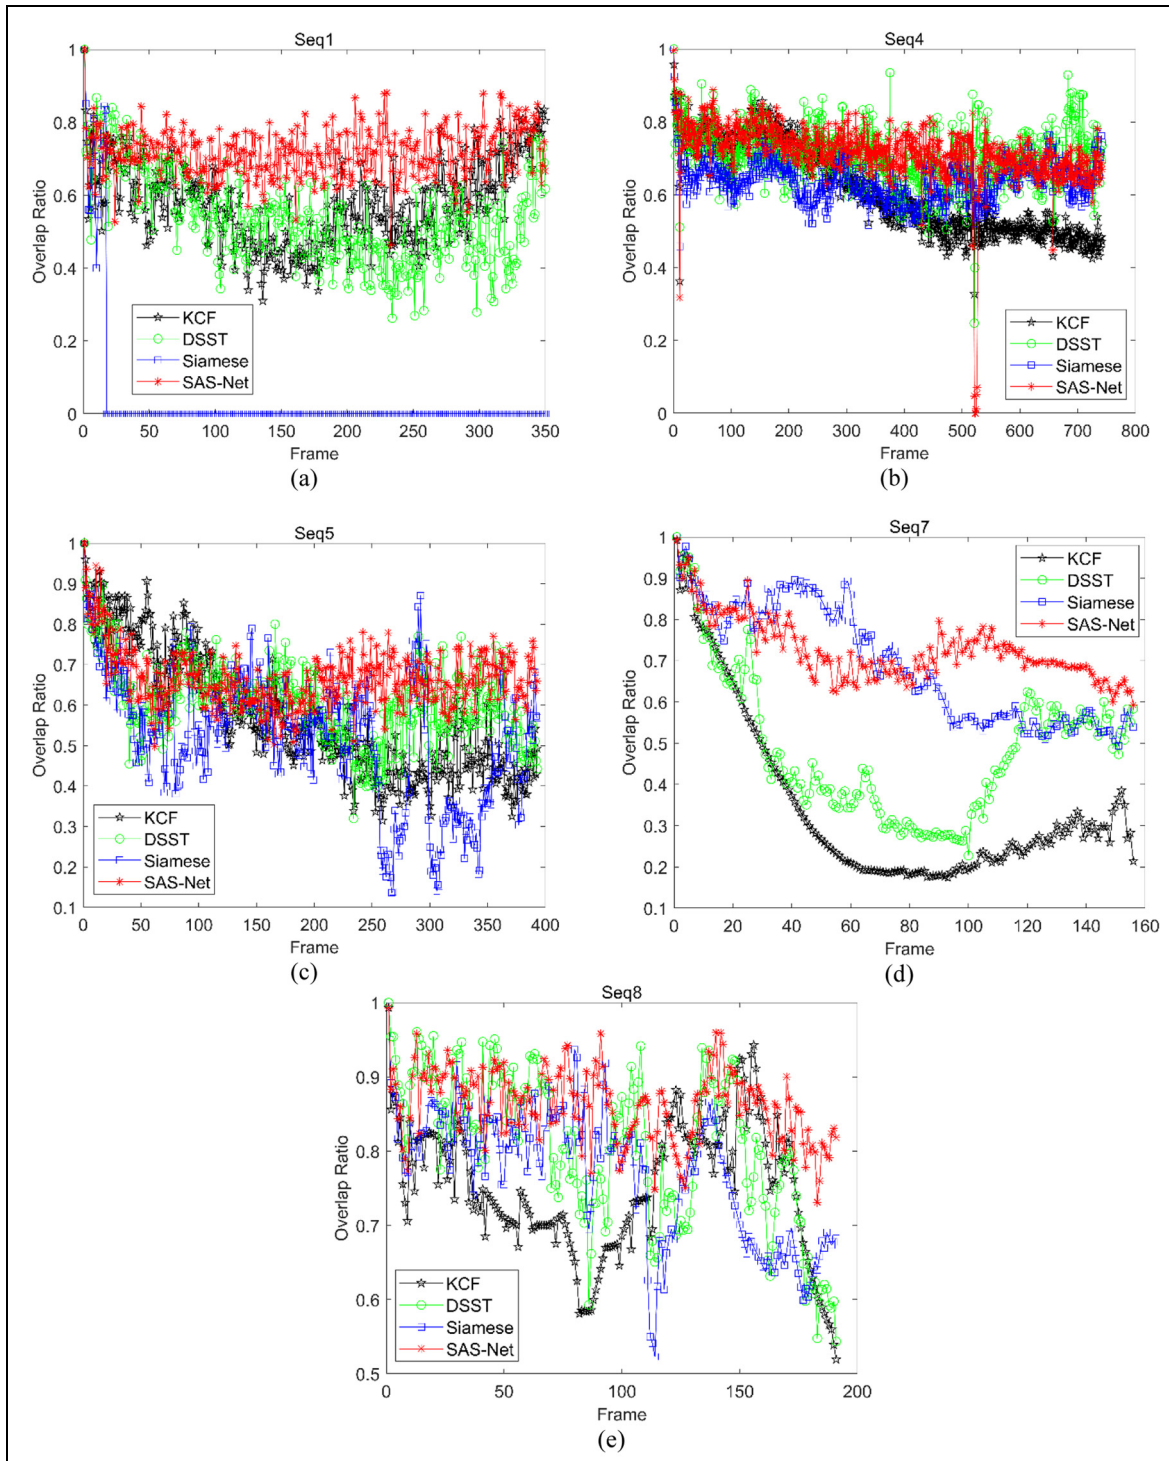 Seq1
1
0.8
0.6
0.4
0.2
0
Overlap Ratio
KCF
DSST
Siamese
SAS-Net
0 50 100 150 200 250 300 350
Frame
(a)
Seq4
1
0.8
0.6
0.4
0.2
0
Overlap Ratio
KCF
DSST
Siamese
SAS-Net
0 100 200 300 400 500 600 700 800
Frame
(b)
Seq5
1
0.9
0.8
0.7
0.6
0.5
0.4
0.3
0.2
0.1
Overlap Ratio
KCF
DSST
Siamese
SAS-Net
0 50 100 150 200 250 300 350 400
Frame
(c)
Seq7
1
0.9
0.8
0.7
0.6
0.5
0.4
0.3
0.2
0.1
Overlap Ratio
KCF
DSST
Siamese
SAS-Net
0 20 40 60 80 100 120 140 160
Frame
(d)
Seq8
1
0.9
0.8
0.7
0.6
0.5
Overlap Ratio
KCF
DSST
Siamese
SAS-Net
0 50 100 150 200
Frame
(e)